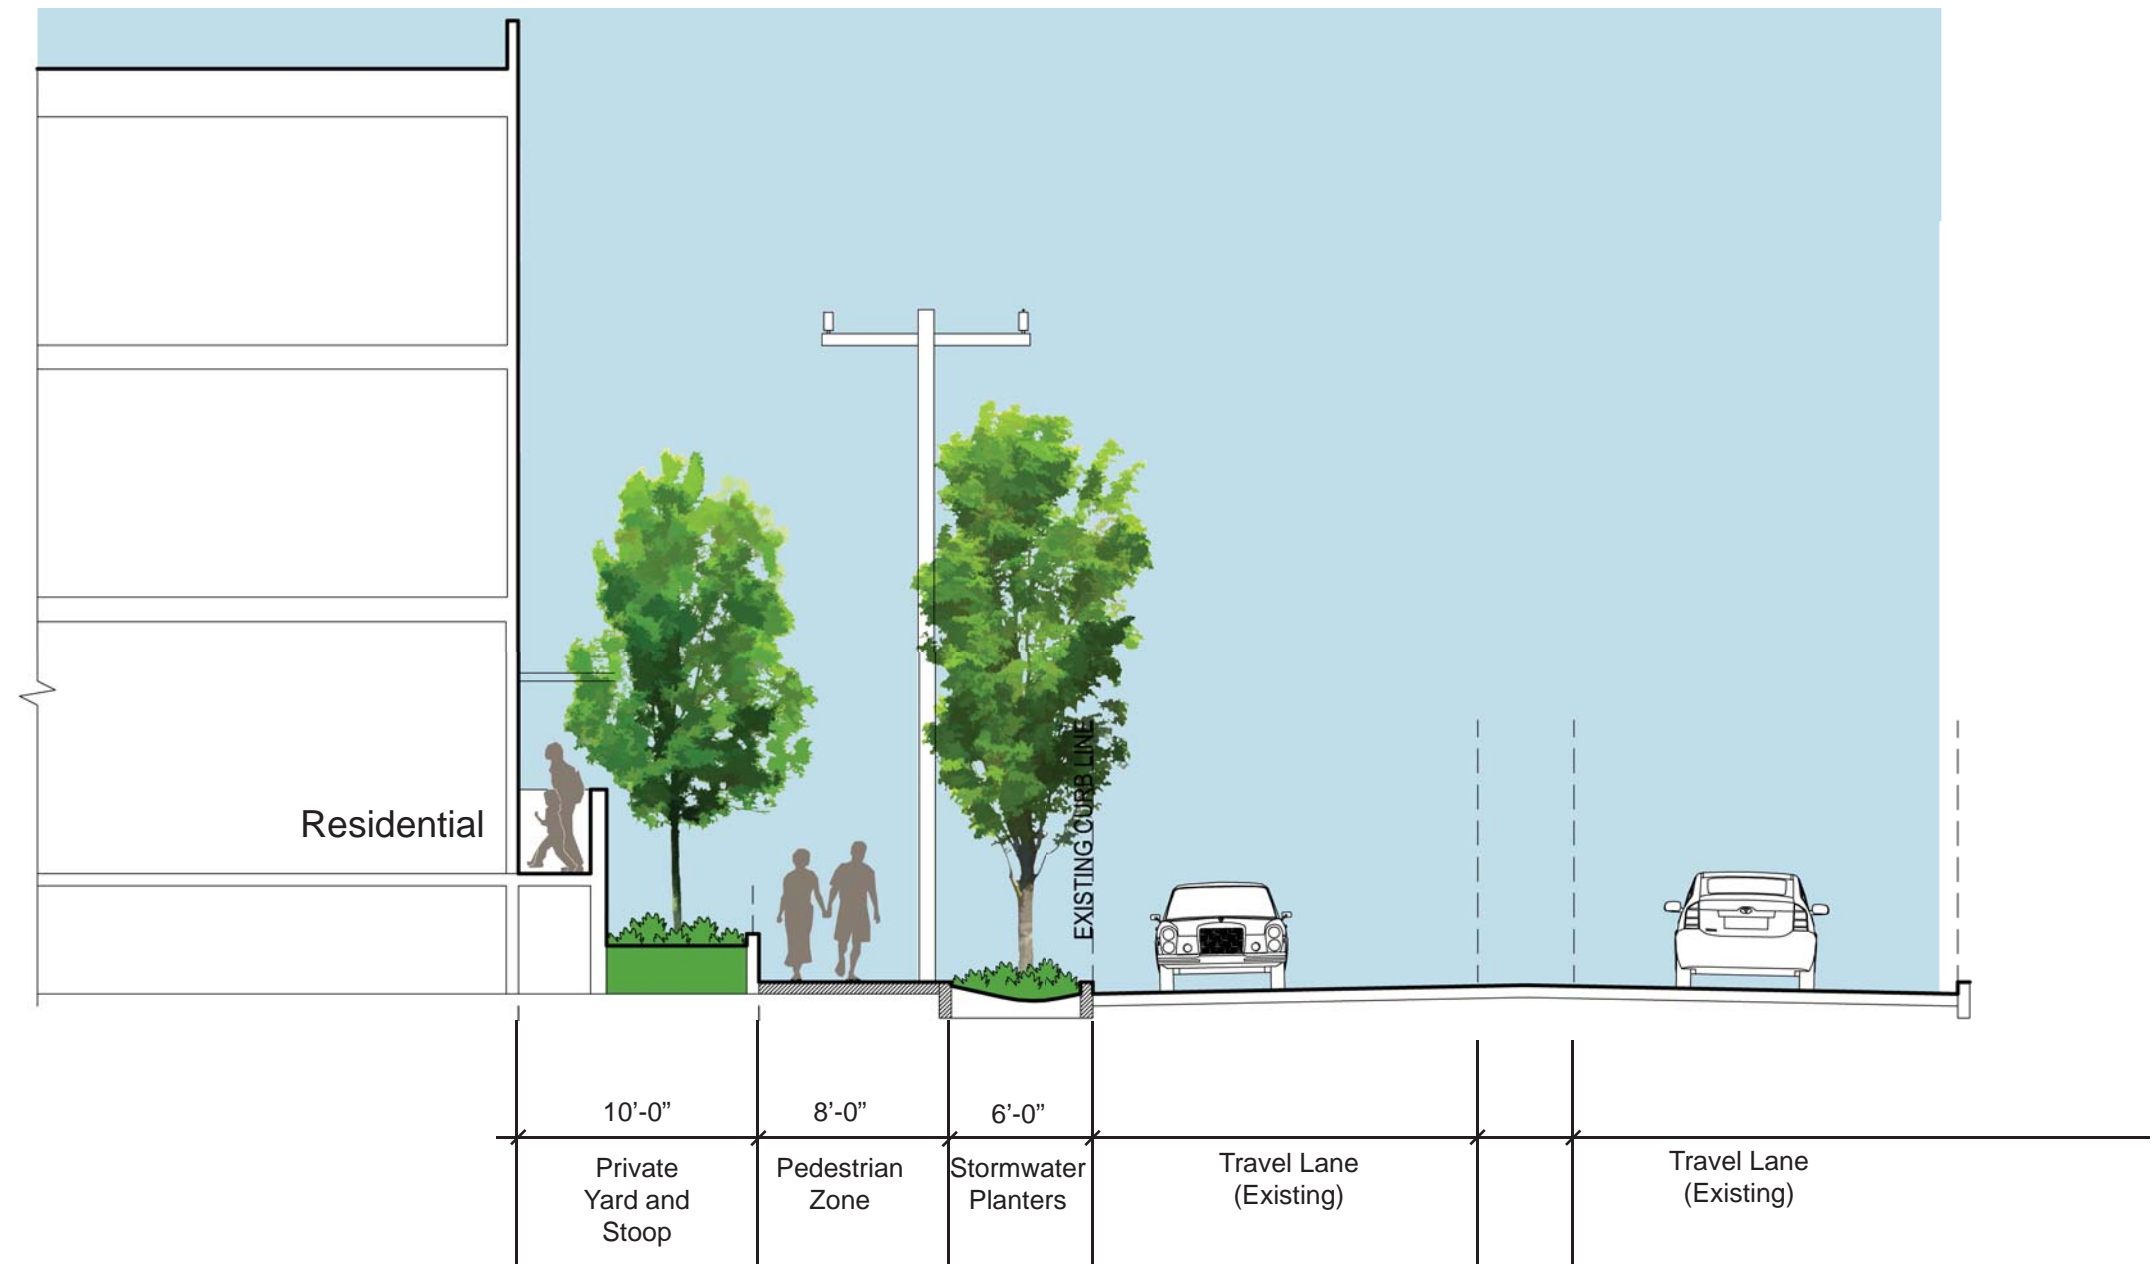 EXISTING CURB LINE
Residential
10’-0”
8’-0”
6’-0”
Private
Yard and
Stoop
Pedestrian
Zone
Stormwater
Planters
Travel Lane
(Existing)
Travel Lane
(Existing)